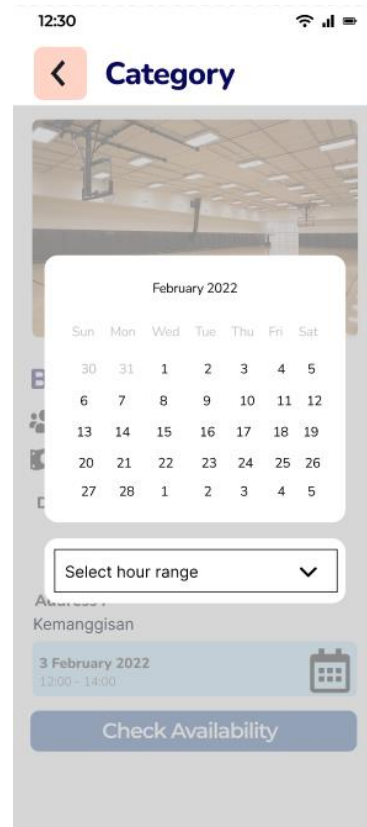 12:30
Category
February 2022
Sun Mon Wed Tue Thu Fri Sat
30 31 1 2 3 4 5
6 7 8 9 10 11 12
13 14 15 16 17 18 19
20 21 22 23 24 25 26
27 28 1 2 3 4 5
Select hour range
Kemanggisan
3 February 2022
12:00 - 14:00
Check Availability